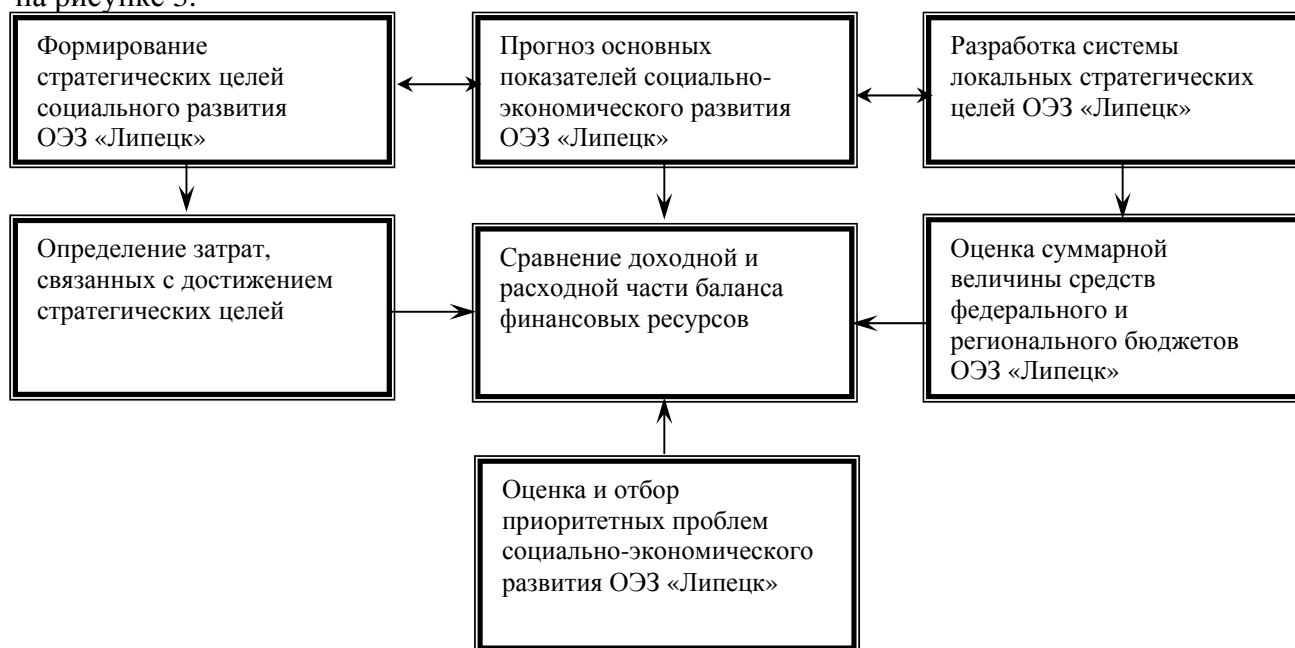 на рисунке 3.
Формирование
стратегических целей
социального развития
ОЭЗ «Липецк»
Прогноз основных
показателей социально-
экономического развития
ОЭЗ «Липецк»
Разработка системы
локальных стратегических
целей ОЭЗ «Липецк»
Определение затрат,
связанных с достижением
стратегических целей
Сравнение доходной и
расходной части баланса
финансовых ресурсов
Оценка суммарной
величины средств
федерального и
регионального бюджетов
ОЭЗ «Липецк»
Оценка и отбор
приоритетных проблем
социально-экономического
развития ОЭЗ «Липецк»